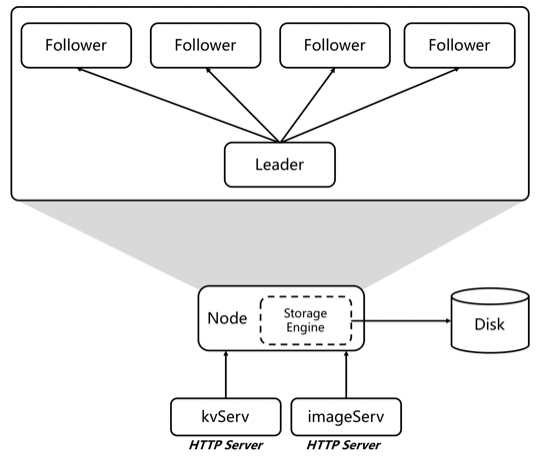 Follower
Follower
Follower
Follower
Leader
Node
Storage
Engine
Disk
kvServ
imageServ
HTTP Server
HTTP Server